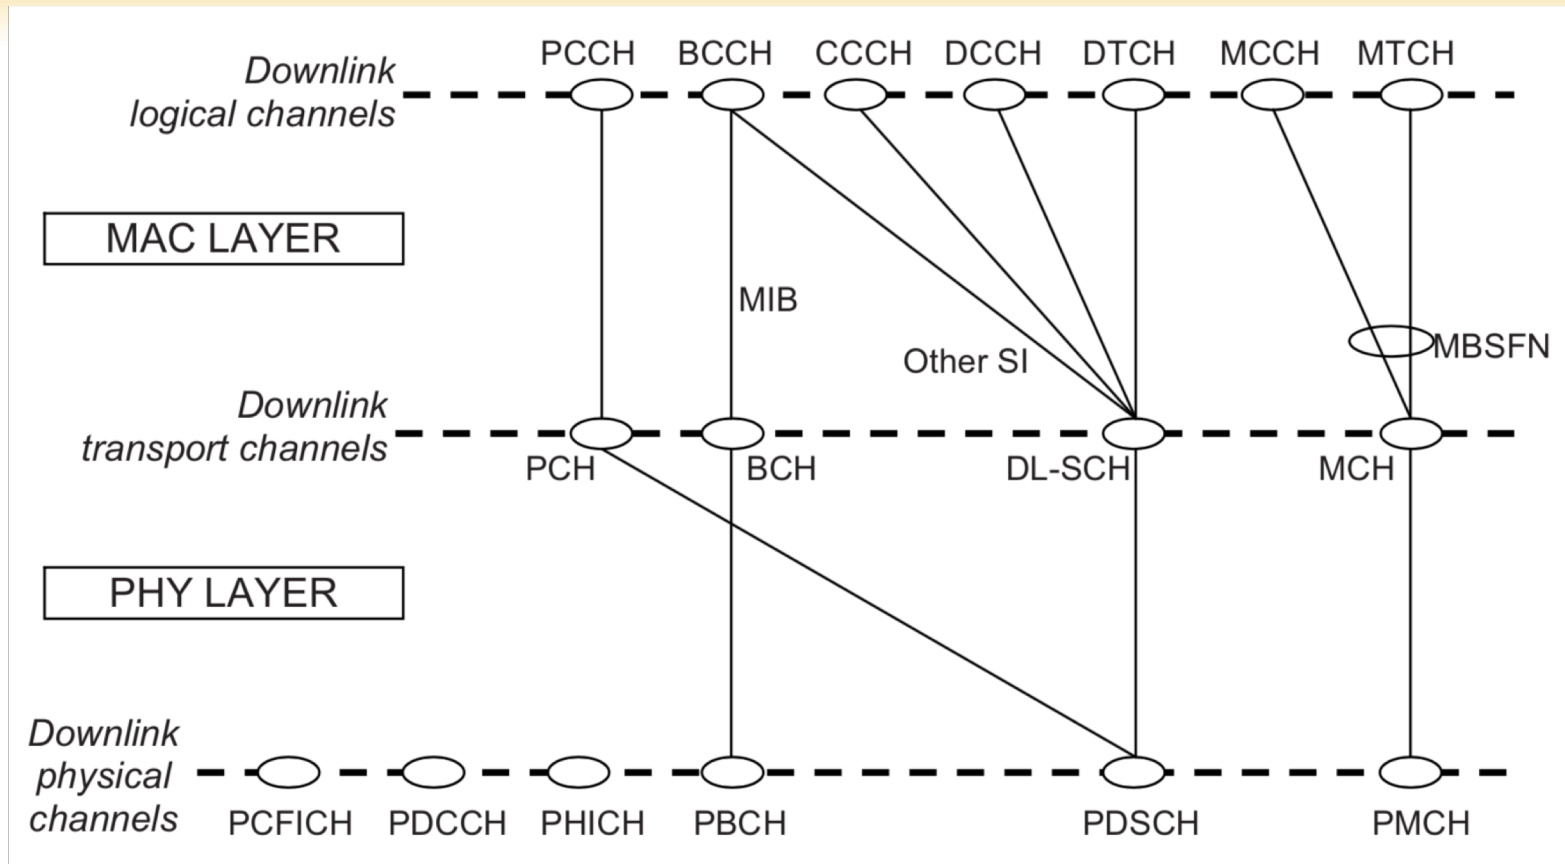 PCCH BCCH CCCH DCCH DTCH MCCH MTCH
Downlink
logical channels
MAC LAYER
MIB
Other SI
MBSFN
Downlink
transport channels
PCH BCH DL-SCH MCH
PHY LAYER
Downlink
physical
channels
PCFICH PDCCH PHICH PBCH PDSCH PMCH